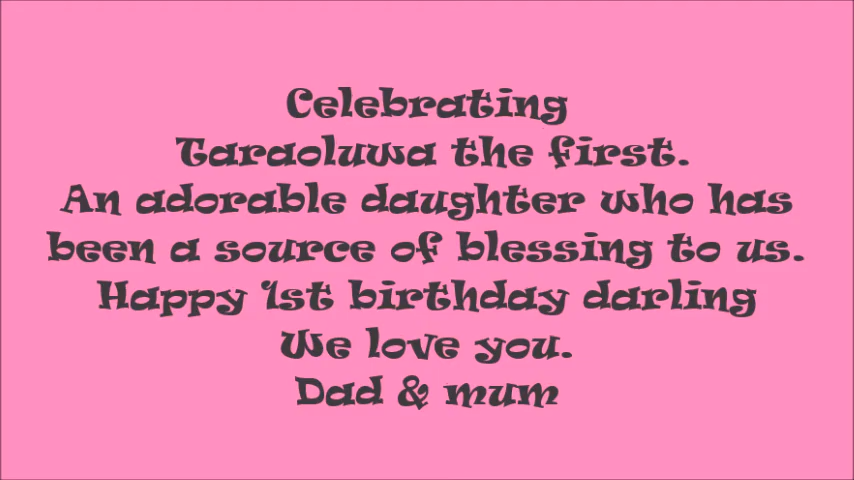 Celebrating
Taraoluwa the first.
An adorable daughter who has
been a source of blessing to us.
Happy 1st birthday darling
We love you.
Dad & mum